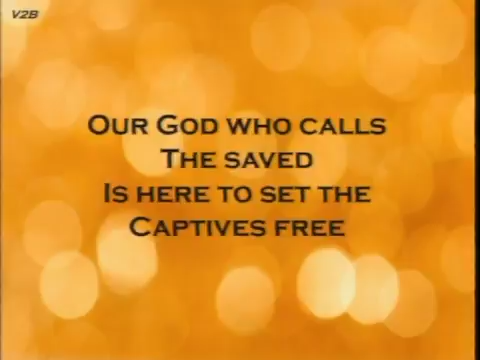 V2B
Our God who calls
The saved
Is here to set the
Captives free